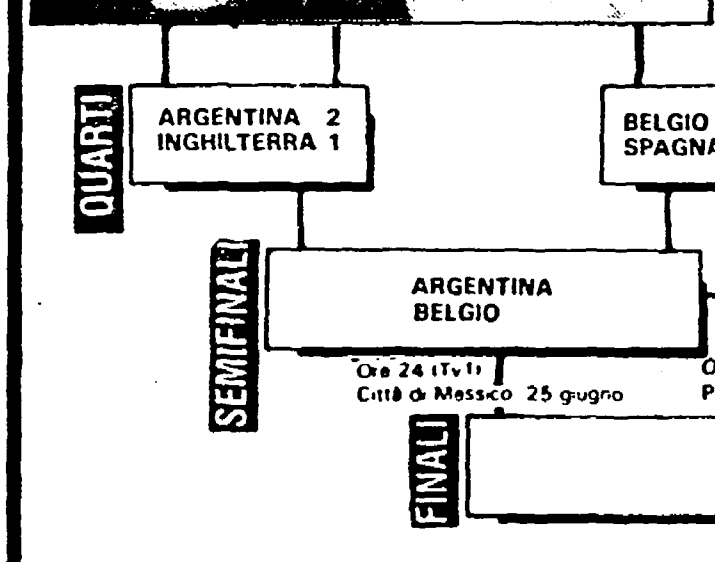 QUARTI
ARGENTINA 2
INGHILTERRA 1
BELGIO
SPAGNA
SEMIFINALI
ARGENTINA
BELGIO
Ore 24 (Tv1)
Città di Messico 25 giugno
O
P
FINALI